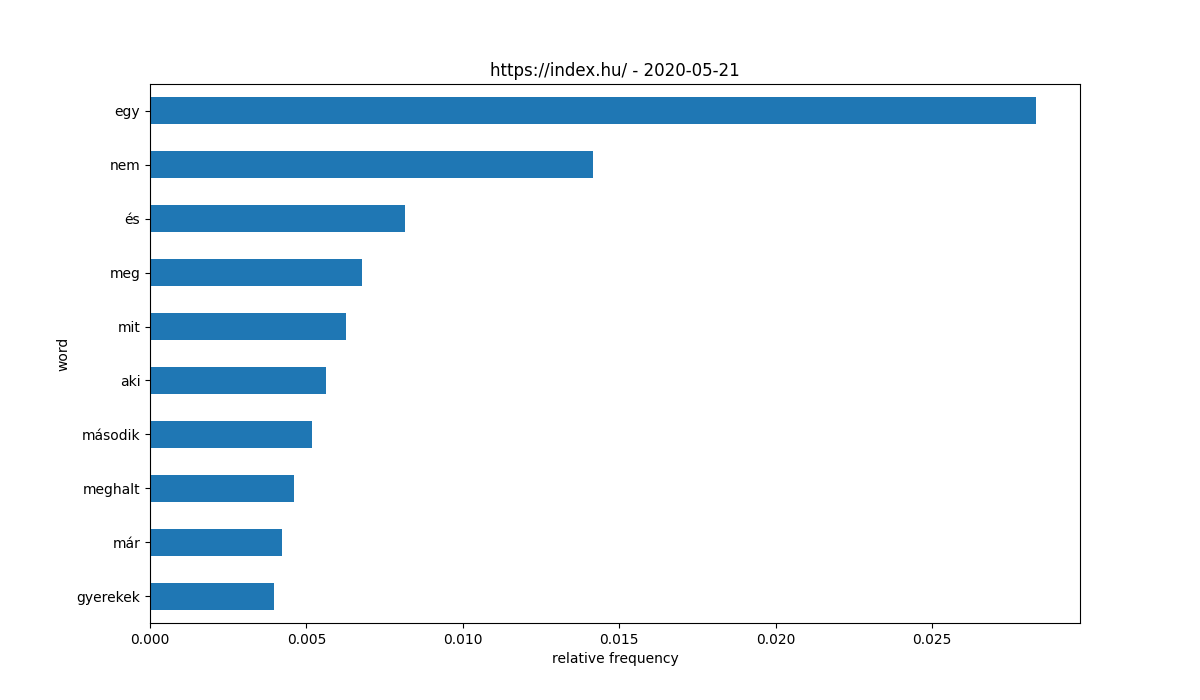 https://index.hu/ - 2020-05-21
egy
nem
és
meg
mit
aki
második
meghalt
már
gyerekek
word
0.000 0.005 0.010 0.015 0.020 0.025
relative frequency